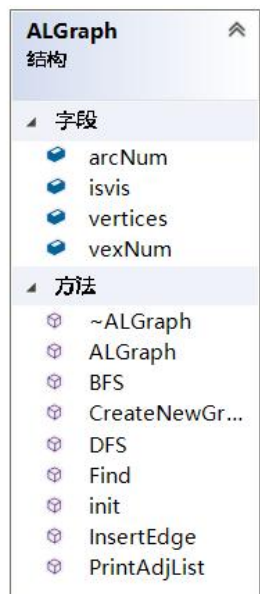 ALGraph
结构
字段
arcNum
isvis
vertices
vexNum
方法
~ALGraph
ALGraph
BFS
CreateNewGr...
DFS
Find
init
InsertEdge
PrintAdjList